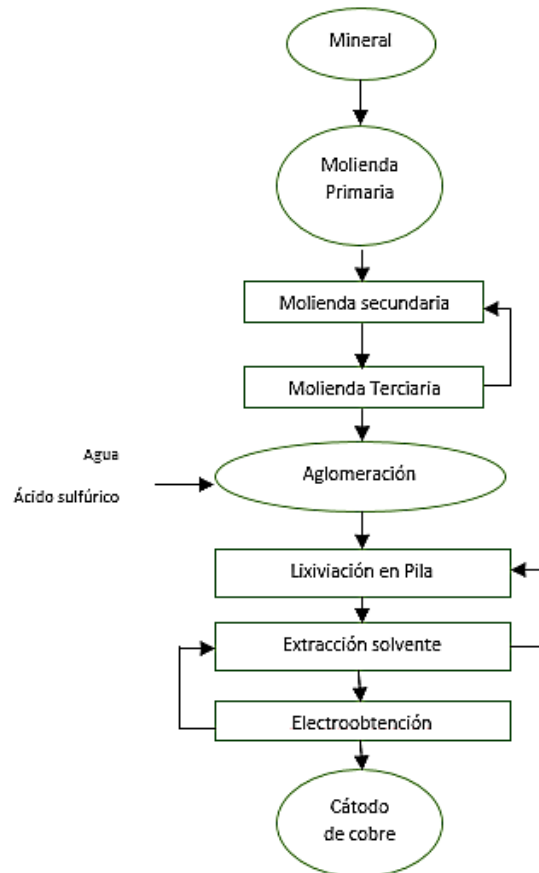 Mineral
Molienda
Primaria
Molienda secundaria
Molienda Terciaria
Agua
Ácido sulfúrico
Aglomeración
Lixiviación en Pila
Extracción solvente
Electroobtención
Cátodo
de cobre